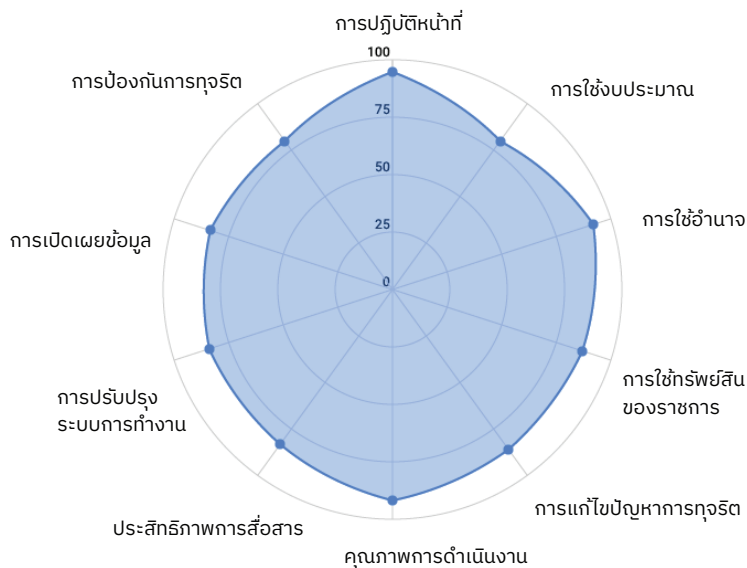 การปฏิบัติหน้าที่
100
การป้องกันการทุจริต
การใช้งบประมาณ
75
50
การใช้อำนาจ
25
การเปิดเผยข้อมูล
0
การใช้ทรัพย์สิน
ของราชการ
การปรับปรุง
ระบบการทำงาน
การแก้ไขปัญหาการทุจริต
ประสิทธิภาพการสื่อสาร
คุณภาพการดำเนินงาน